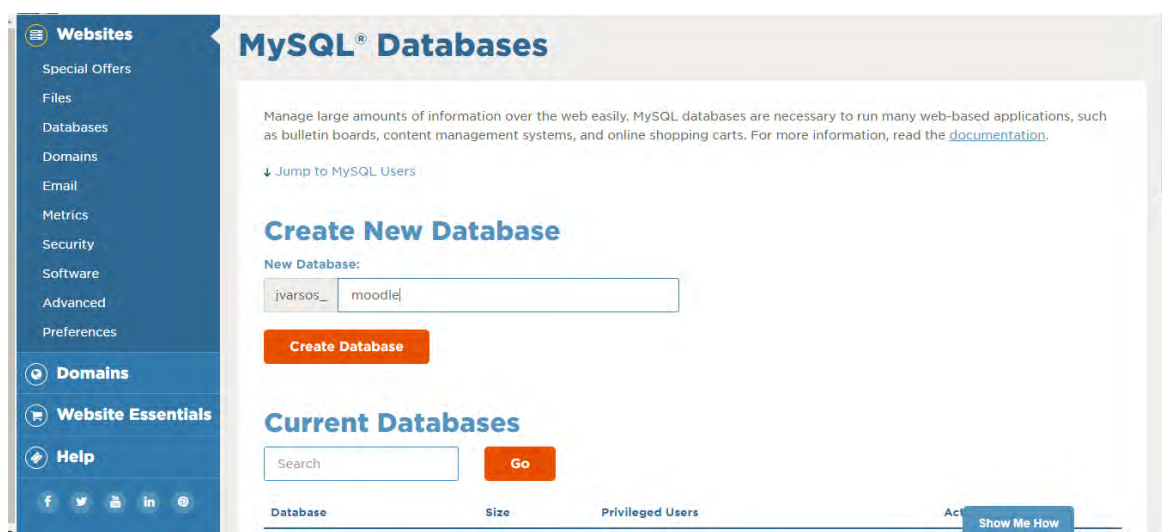 Websites
Special Offers
Files
Databases
Domains
Email
Metrics
Security
Software
Advanced
Preferences
Domains
Website Essentials
Help
MySQL® Databases
Manage large amounts of information over the web easily. MySQL databases are necessary to run many web-based applications, such
as bulletin boards, content management systems, and online shopping carts. For more information, read the documentation.
Jump to MySQL Users
Create New Database
New Database:
jvarsos_ moodle
Create Database
Current Databases
Search Go
Database Size Privileged Users
Show Me How